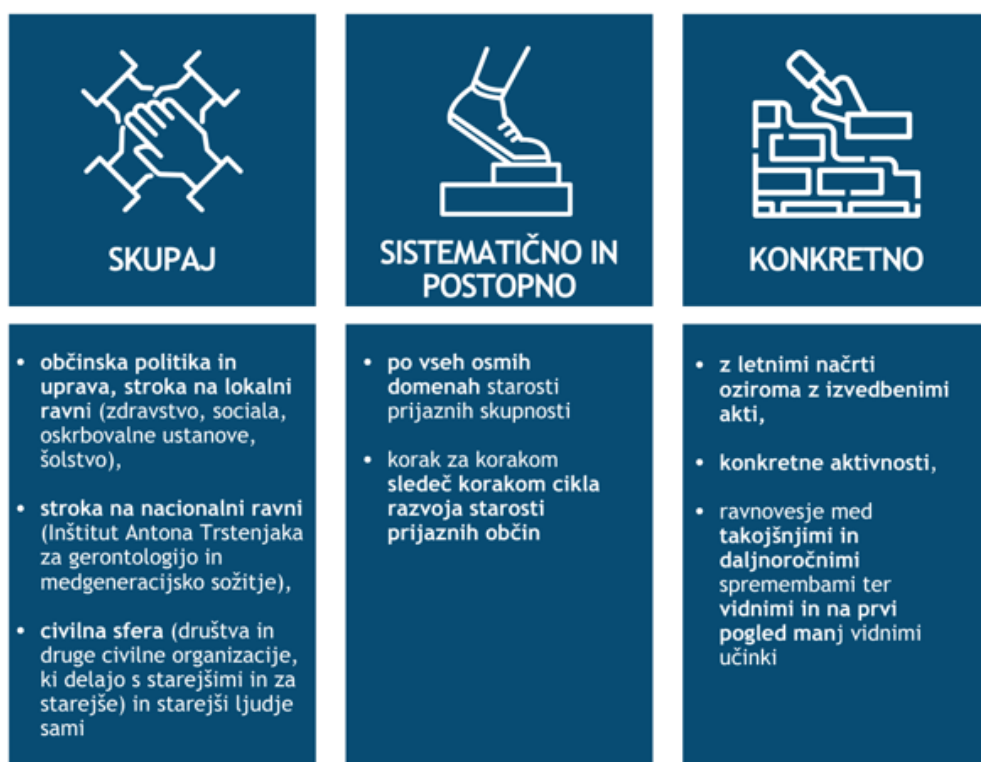 SKUPAJ
• občinska politika in
uprava, stroka na lokalni
ravni (zdravstvo, sociala,
oskrbovalne ustanove,
šolstvo),
• stroka na nacionalni ravni
(Inštitut Antona Trstenjaka
za gerontologijo in
medgeneracijsko sožitje),
• civilna sfera (društva in
druge civilne organizacije,
ki delajo s starejšimi in za
starejše) in starejši ljudje
sami
SISTEMATIČNO IN
POSTOPNO
• po vseh osmih
domenah starosti
prijaznih skupnosti
• korak za korakom
sledeč korakom cikla
razvoja starosti
prijaznih občin
KONKRETNO
• z letnimi načrti
oziroma z izvedbenimi
akti,
• konkretne aktivnosti,
• ravnovesje med
takojšnjimi in
daljnoročnimi
spremembami ter
vidnimi in na prvi
pogled manj vidnimi
učinki